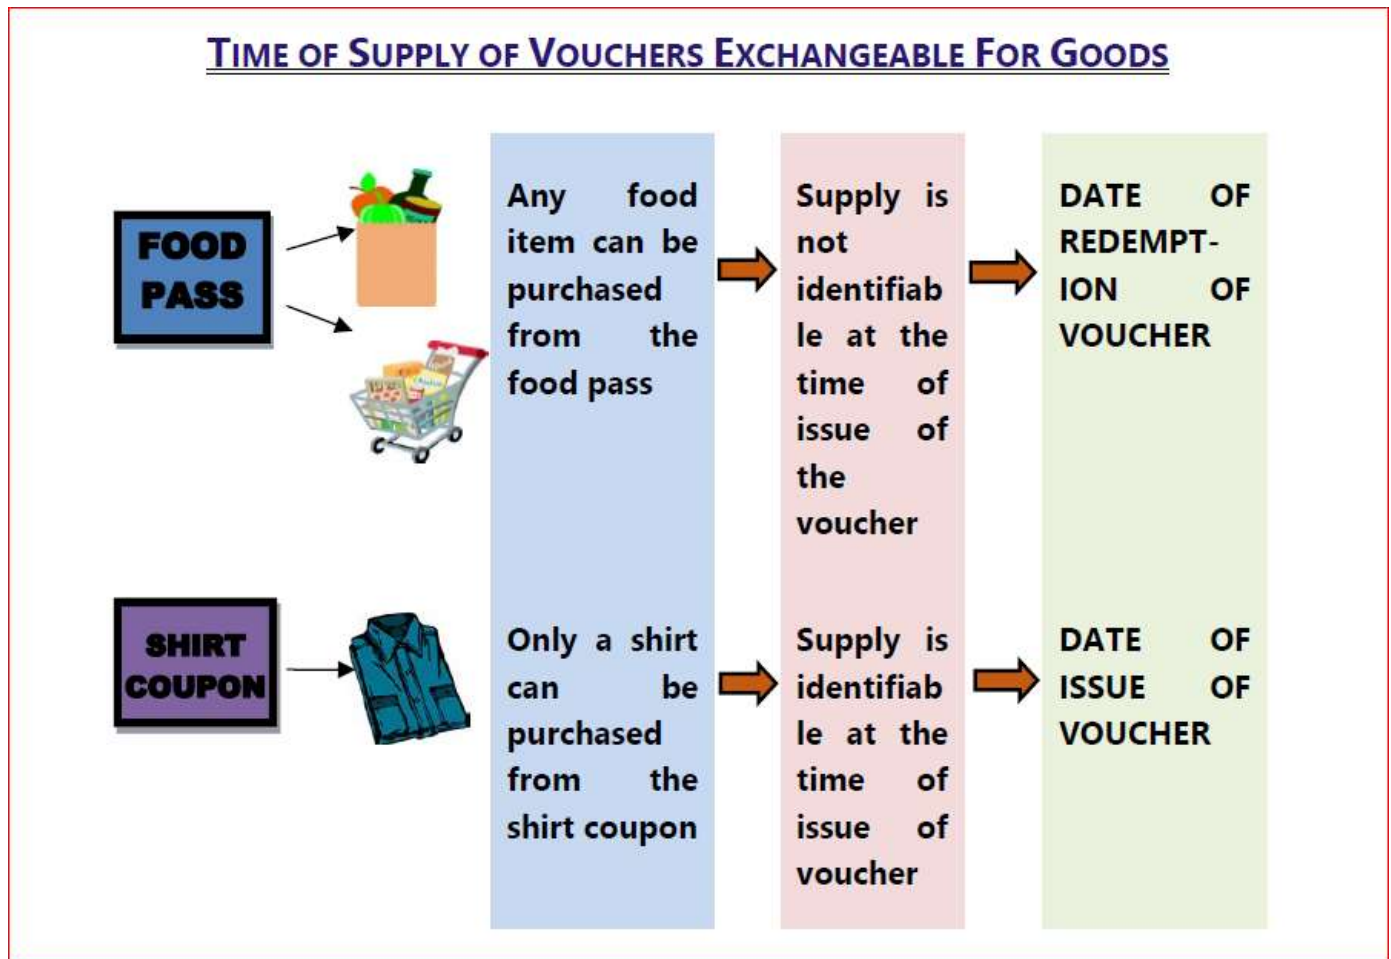 TIME OF SUPPLY OF VOUCHERS EXCHANGEABLE FOR GOODS
FOOD
PASS
Any food
item can be
purchased
from the
food pass
Supply is
not
identifiab
le at the
time of
issue of
the
voucher
DATE OF
REDEMPT-
ION OF
VOUCHER
SHIRT
COUPON
Only a shirt
can be
purchased
from the
shirt coupon
Supply is
identifiab
le at the
time of
issue of
voucher
DATE OF
ISSUE OF
VOUCHER